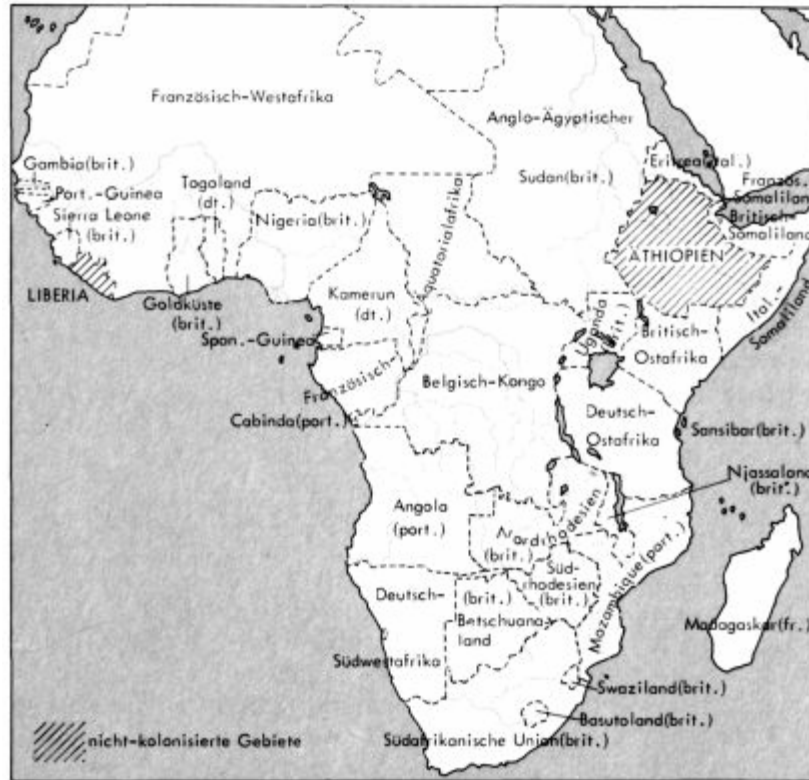 Französisch-Westafrika
Anglo-Ägyptischer
Sudan(brit.)
Gambia(brit.)
Port.-Guinea
Sierra Leone
(brit.)
Togoland
(dt.)
Nigeria(brit.)
Eritrea(ital.)
Französ.
Somaliland
Britisch-
Somaliland
ÄTHIOPIEN
Ital.-
Somaliland
LIBERIA
Goldküste
(brit.)
Kamerun
(dt.)
Span.-Guinea
Französisch-
Äquatorialafrika
Uganda
(brit.)
Britisch-
Ostafrika
Belgisch-Kongo
Cabinda(port.)
Deutsch-
Ostafrika
Sansibar(brit.)
Njassaland
(brit.)
Angola
(port.)
Nordrhodesien
(brit.)
Süd-
rhodesien
(brit.)
Mozambique(port.)
Deutsch-
Südwestafrika
(brit.)
Betschuana-
land
Madagaskar(fr.)
Swaziland(brit.)
Basutoland(brit.)
Südafrikanische Union(brit.)
nicht-kolonisierte Gebiete